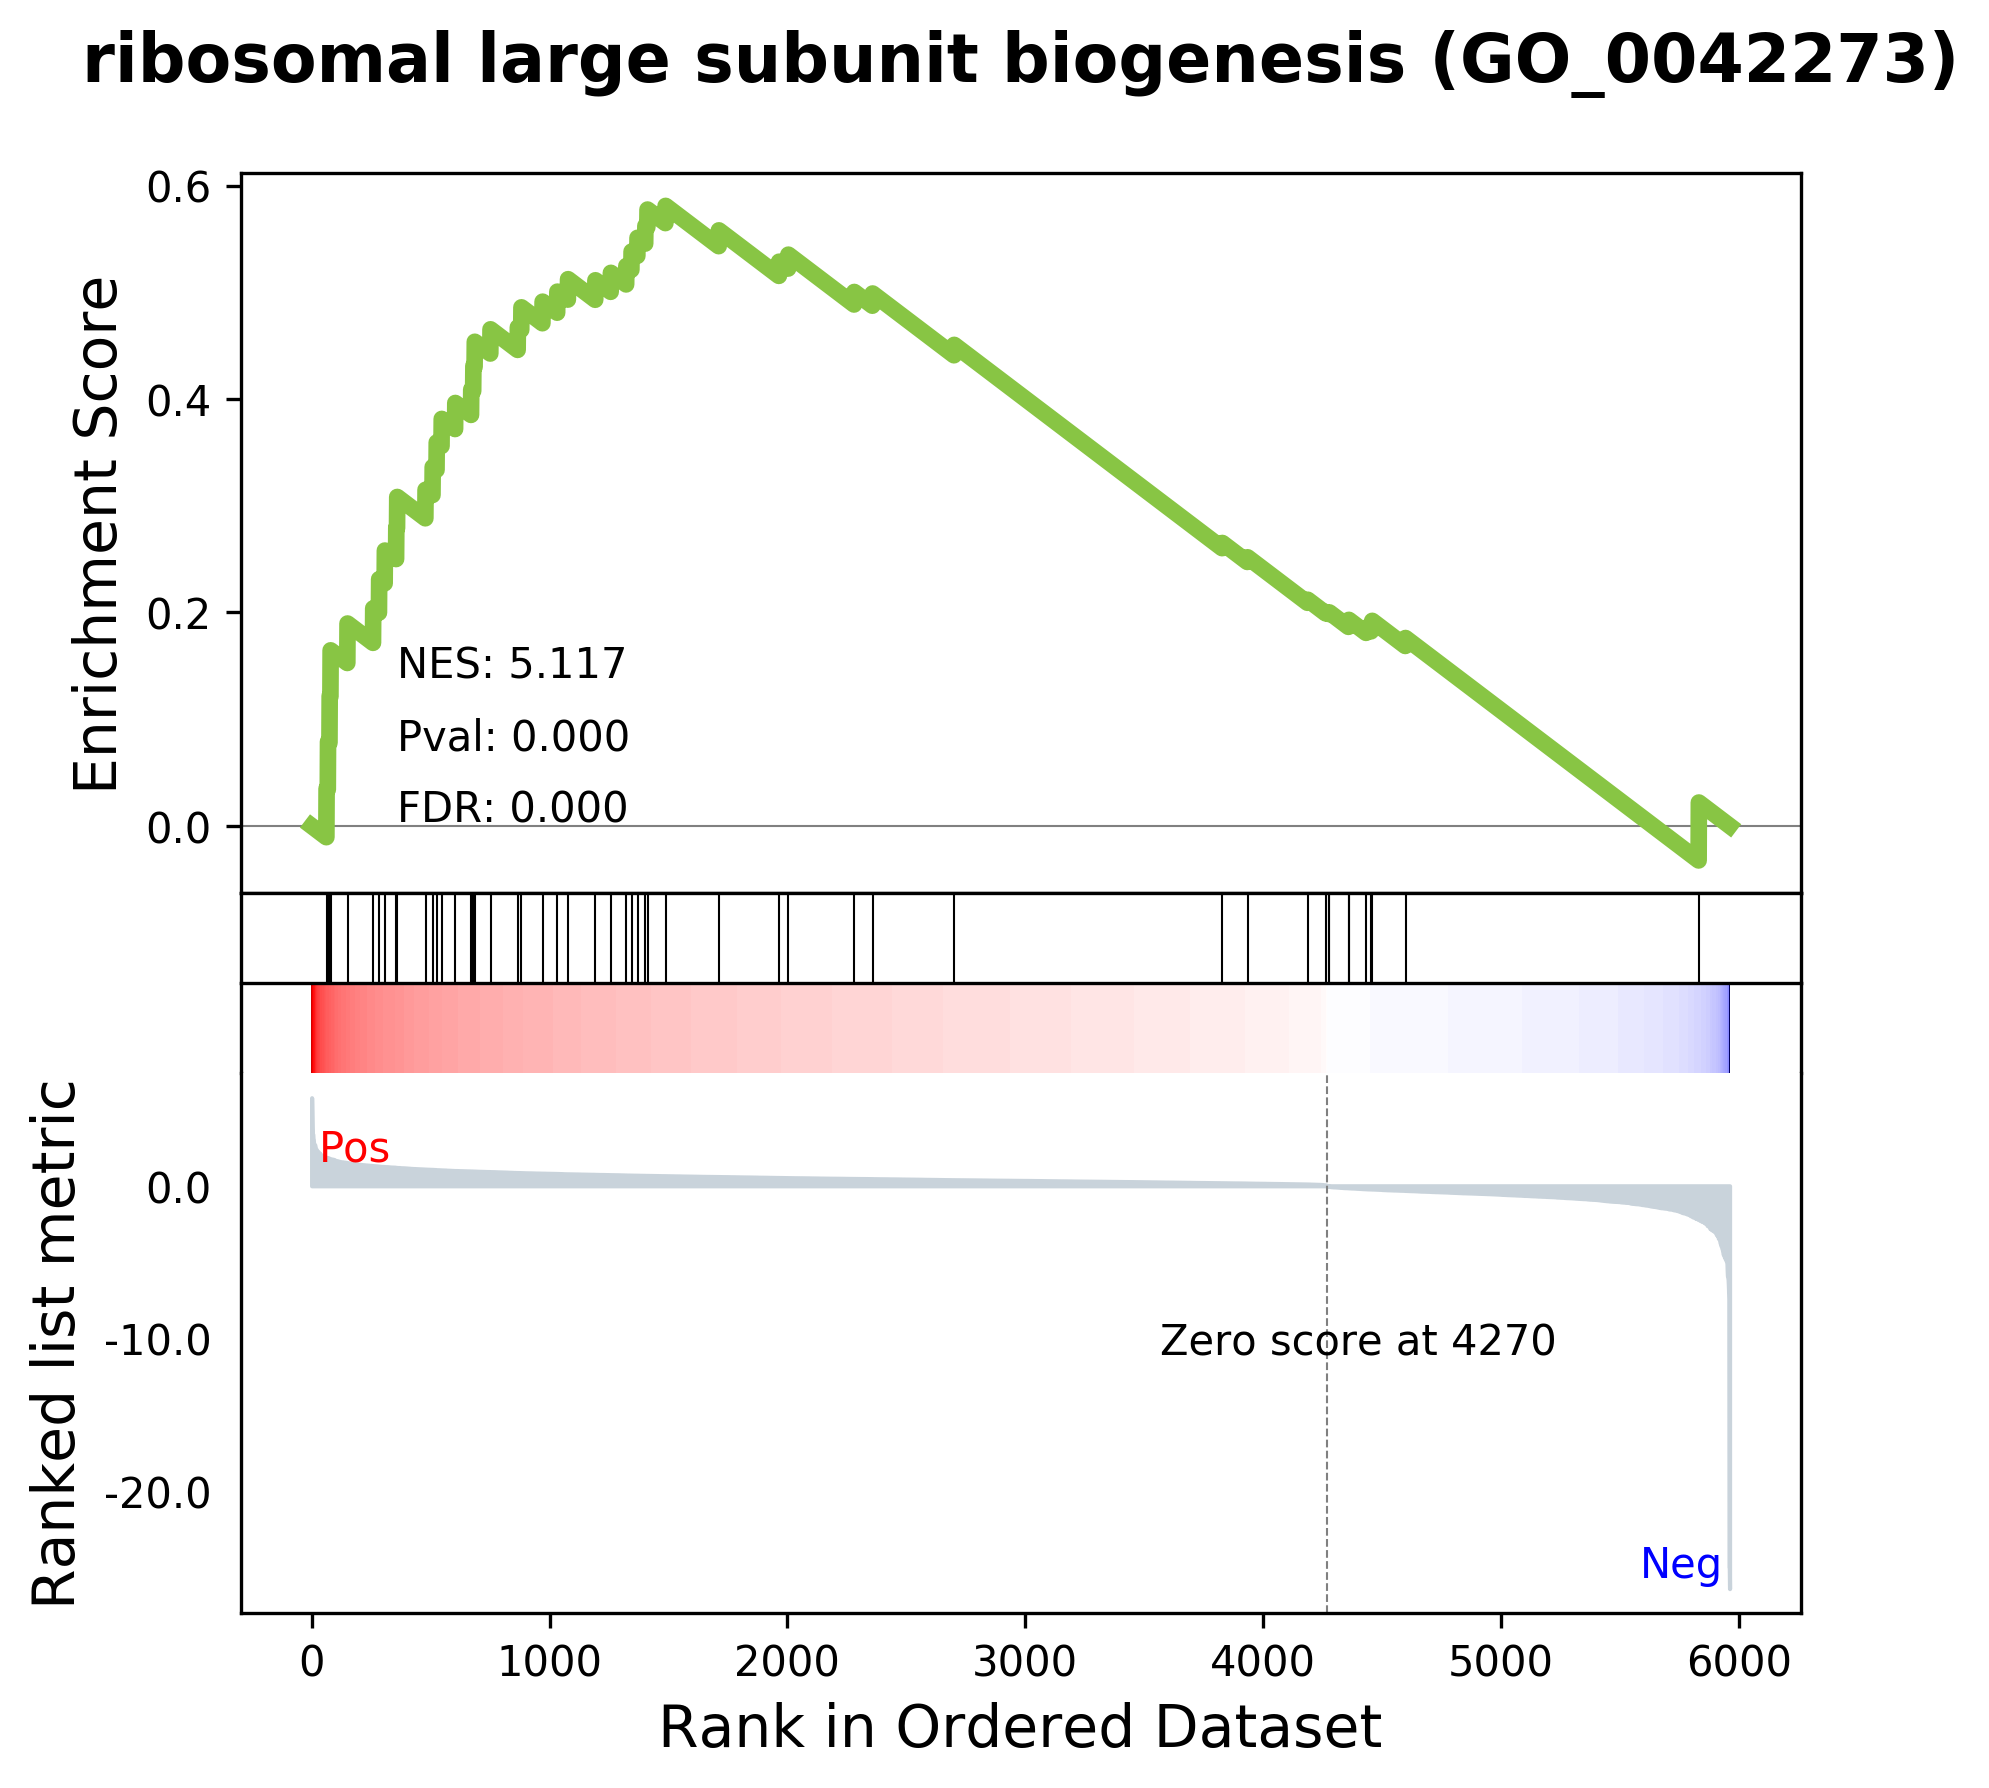 ribosomal large subunit biogenesis (GO_0042273)
Enrichment Score
0.6
0.4
0.2
0.0
NES: 5.117
Pval: 0.000
FDR: 0.000
Ranked list metric
0.0
-10.0
-20.0
Pos
Zero score at 4270
Neg
0 1000 2000 3000 4000 5000 6000
Rank in Ordered Dataset